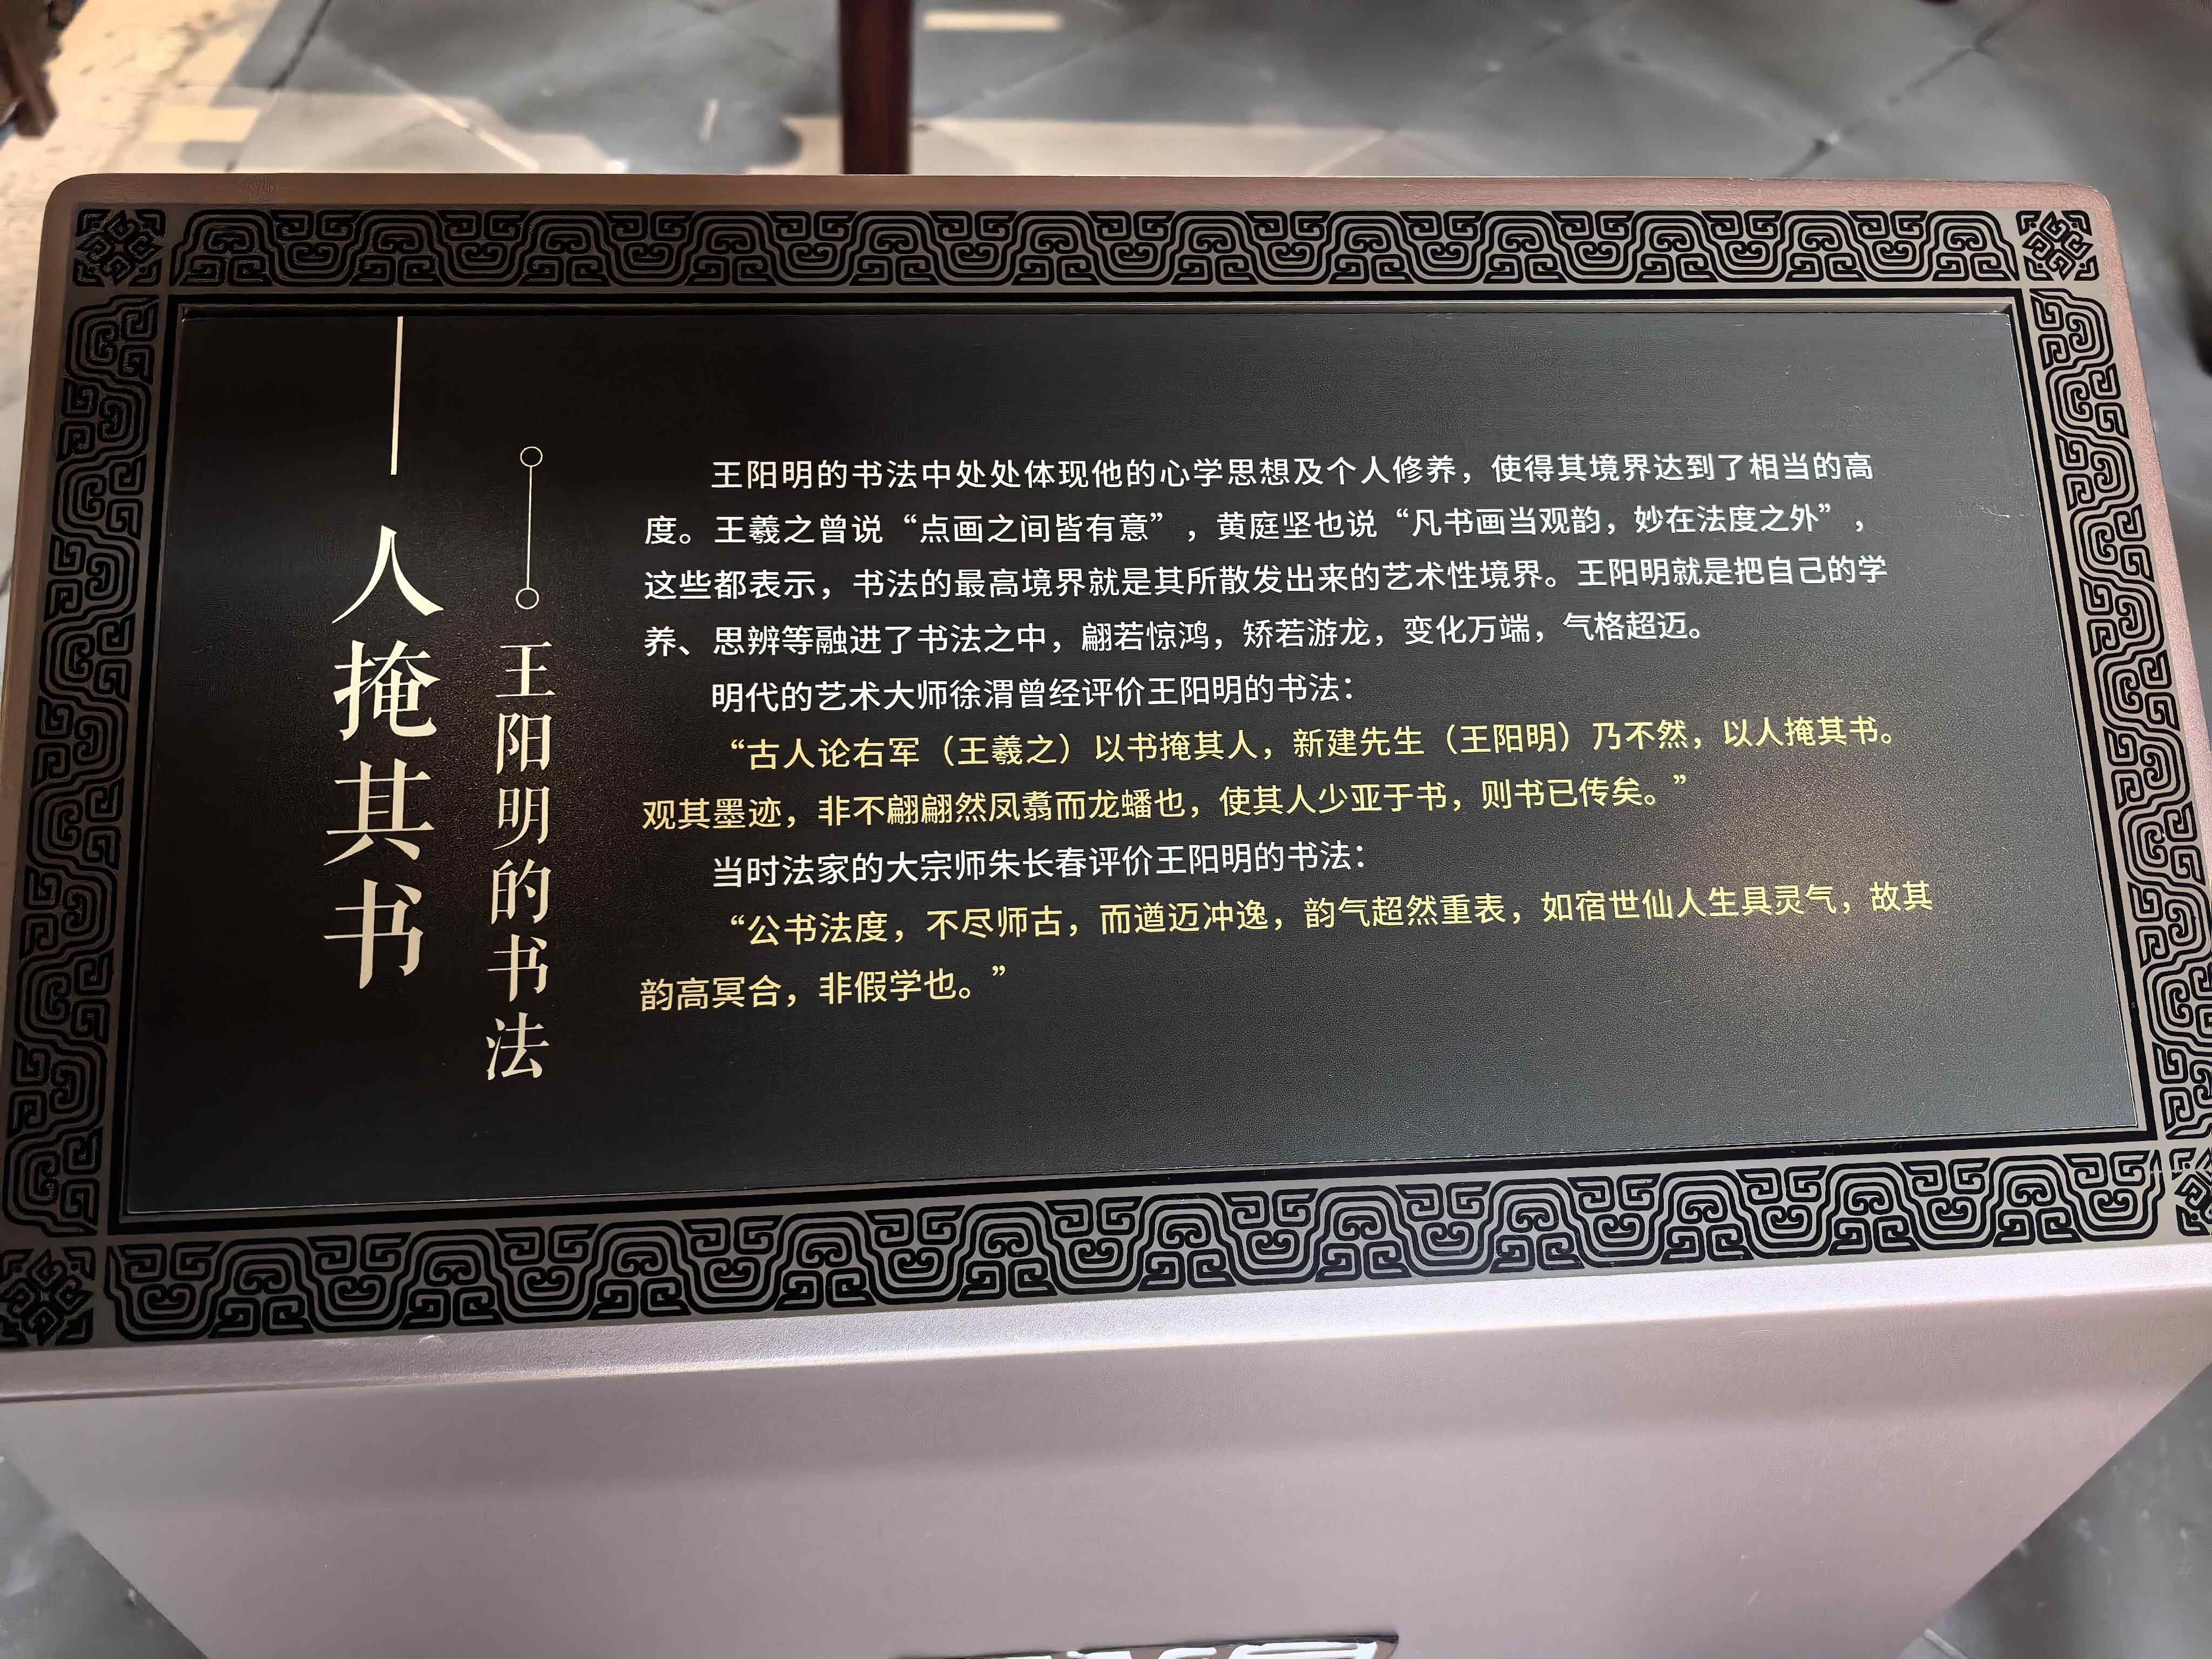 人掩其书
王阳明的书法
王阳明的书法中处处体现他的心学思想及个人修养，使得其境界达到了相当的高
度。王羲之曾说“点画之间皆有意”，黄庭坚也说“凡书画当观韵，妙在法度之外”，
这些都表示，书法的最高境界就是其所散发出来的艺术性境界。王阳明就是把自己的学
养、思辨等融进了书法之中，翩若惊鸿，矫若游龙，变化万端，气格超迈。
明代的艺术大师徐渭曾经评价王阳明的书法：
“古人论右军（王羲之）以书掩其人，新建先生（王阳明）乃不然，以人掩其书。
观其墨迹，非不翩翩然凤翥而龙蟠也，使其人少亚于书，则书已传矣。”
当时法家的大宗师朱长春评价王阳明的书法：
“公书法度，不尽师古，而遒迈冲逸，韵气超然重表，如宿世仙人生具灵气，故其
韵高冥合，非假学也。”